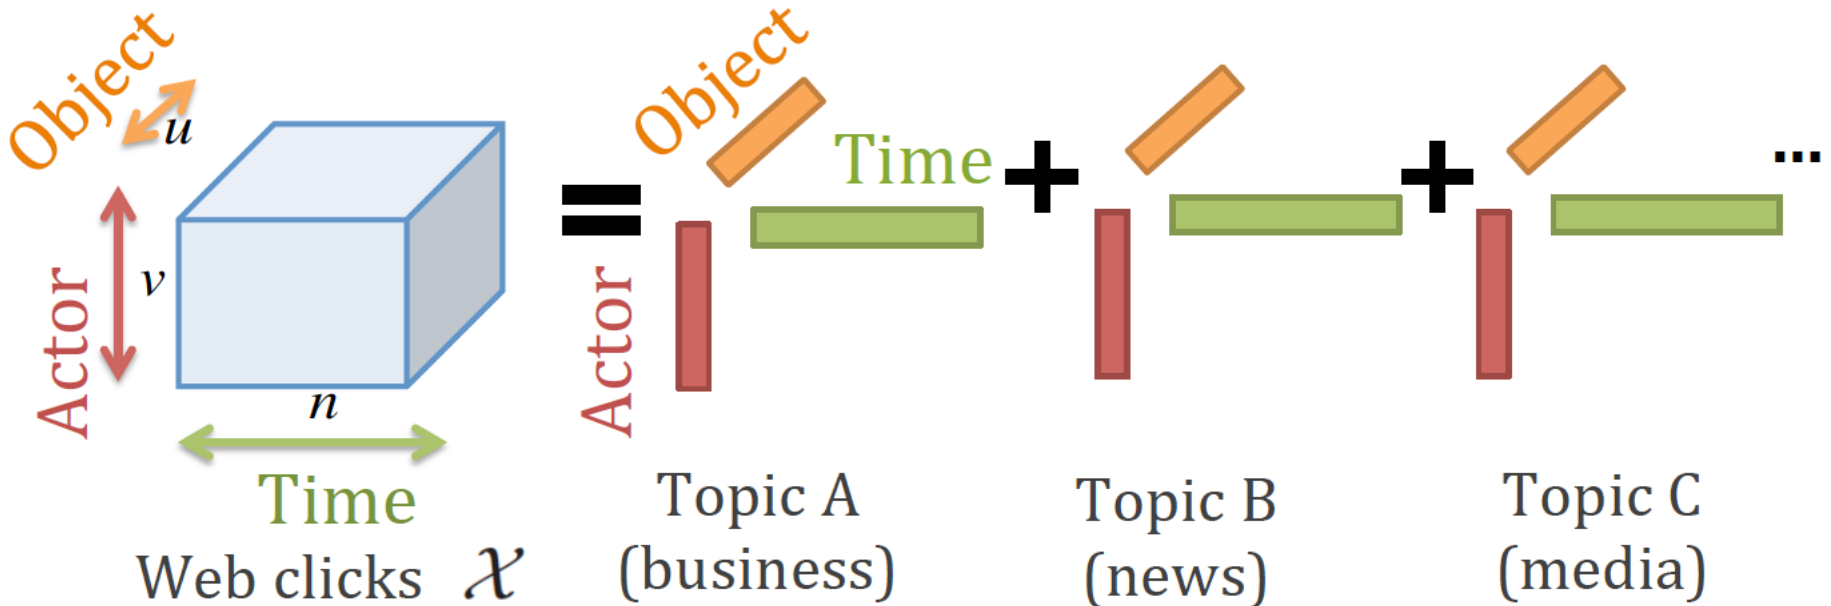 Object
u
Actor
v
n
Time
Web clicks 𝒳
=
Object
Time
Actor
Topic A
(business)
+
Topic B
(news)
+
Topic C
(media)
...